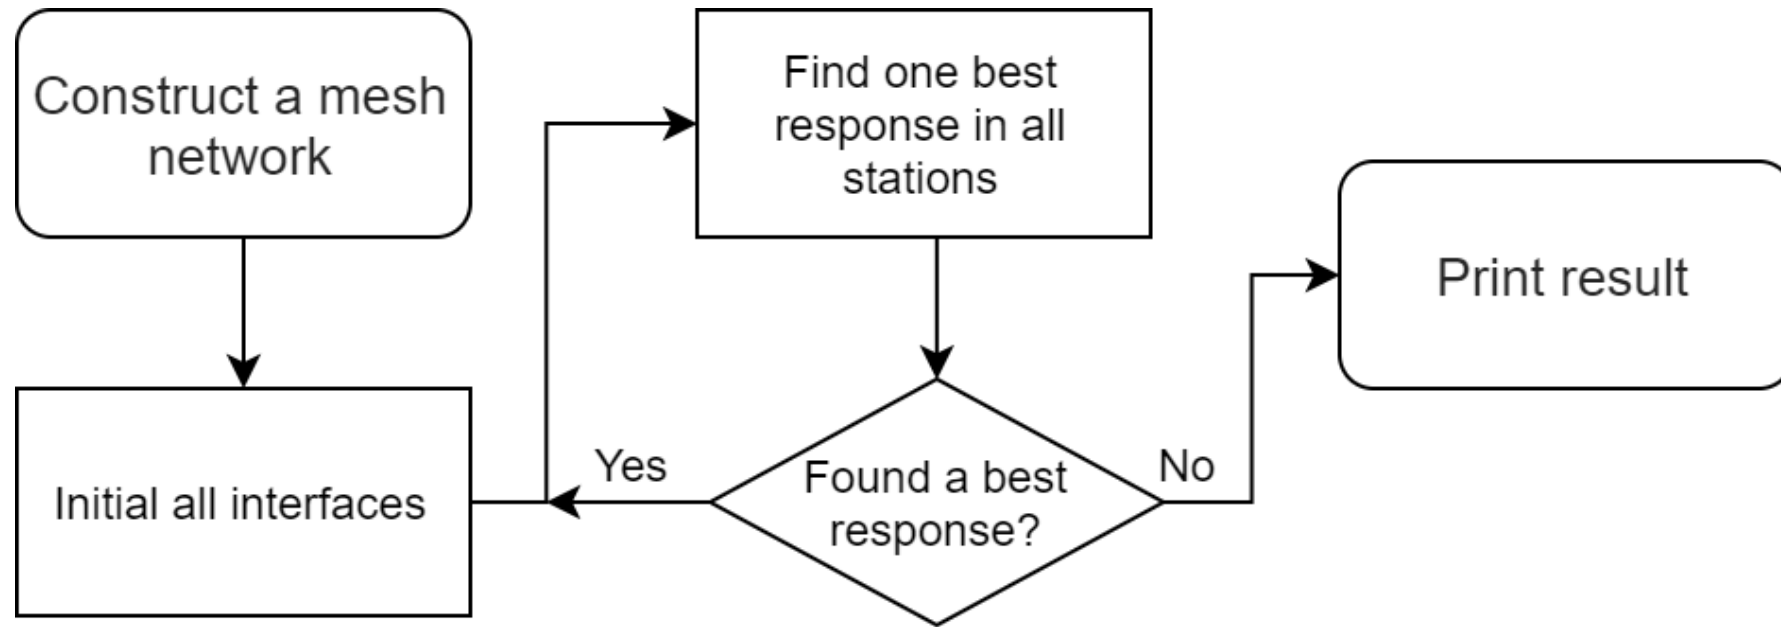 Construct a mesh
network
Initial all interfaces
Find one best
response in all
stations
Yes
Found a best
response?
No
Print result